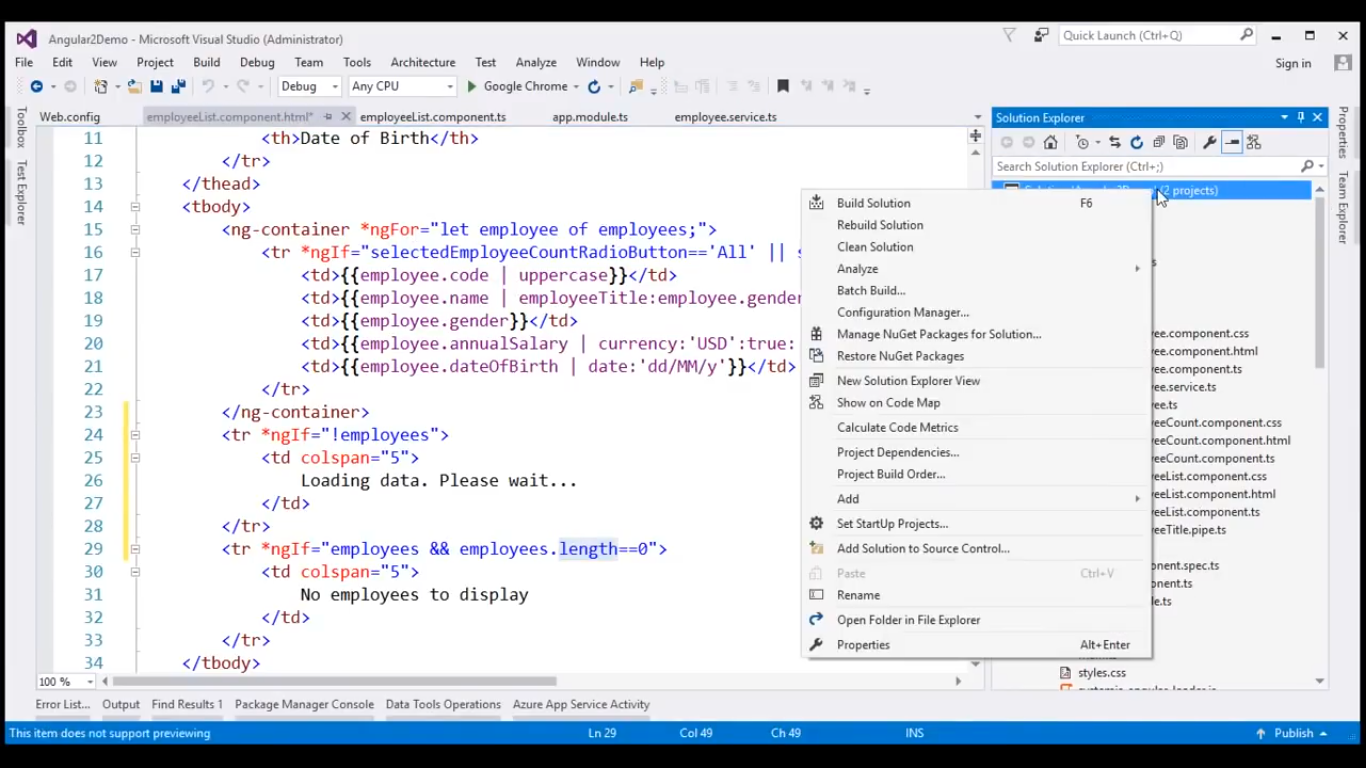 Angular2Demo - Microsoft Visual Studio (Administrator)
Quick Launch (Ctrl+Q)
File Edit View Project Build Debug Team Tools Architecture Test Analyze Window Help
Sign in
Debug Any CPU Google Chrome
Toolbox
Test Explorer
Web.config employeeList.component.html* employeeList.component.ts app.module.ts employee.service.ts
11 <th>Date of Birth</th>
12 </tr>
13 </thead>
14 <tbody>
15 <ng-container *ngFor="let employee of employees;">
16 <tr *ngIf="selectedEmployeeCountRadioButton=='All' || s
17 <td>{{employee.code | uppercase}}</td>
18 <td>{{employee.name | employeeTitle:employee.gender
19 <td>{{employee.gender}}</td>
20 <td>{{employee.annualSalary | currency:'USD':true:
21 <td>{{employee.dateOfBirth | date:'dd/MM/y'}}</td>
22 </tr>
23 </ng-container>
24 <tr *ngIf="!employees">
25 <td colspan="5">
26 Loading data. Please wait...
27 </td>
28 </tr>
29 <tr *ngIf="employees && employees.length==0">
30 <td colspan="5">
31 No employees to display
32 </td>
33 </tr>
34 </tbody>
100 %
Build Solution F6
Rebuild Solution
Clean Solution
Analyze
Batch Build...
Configuration Manager...
Manage NuGet Packages for Solution...
Restore NuGet Packages
New Solution Explorer View
Show on Code Map
Calculate Code Metrics
Project Dependencies...
Project Build Order...
Add
Set StartUp Projects...
Add Solution to Source Control...
Paste Ctrl+V
Rename
Open Folder in File Explorer
Properties Alt+Enter
Solution Explorer
Search Solution Explorer (Ctrl+;)
(2 projects)
ee.component.css
ee.component.html
ee.component.ts
ee.service.ts
ee.ts
eeCount.component.css
eeCount.component.html
eeCount.component.ts
eeList.component.css
eeList.component.html
eeList.component.ts
eeTitle.pipe.ts
onent.spec.ts
nent.ts
le.ts
styles.css
Properties
Team Explorer
Error List... Output Find Results 1 Package Manager Console Data Tools Operations Azure App Service Activity
This item does not support previewing Ln 29 Col 49 Ch 49 INS Publish